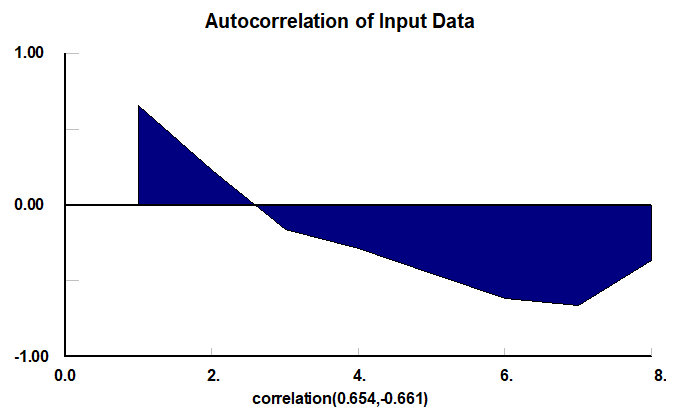 Autocorrelation of Input Data
1.00
0.00
-1.00
0.0 2. 4. 6. 8.
correlation(0.654,-0.661)